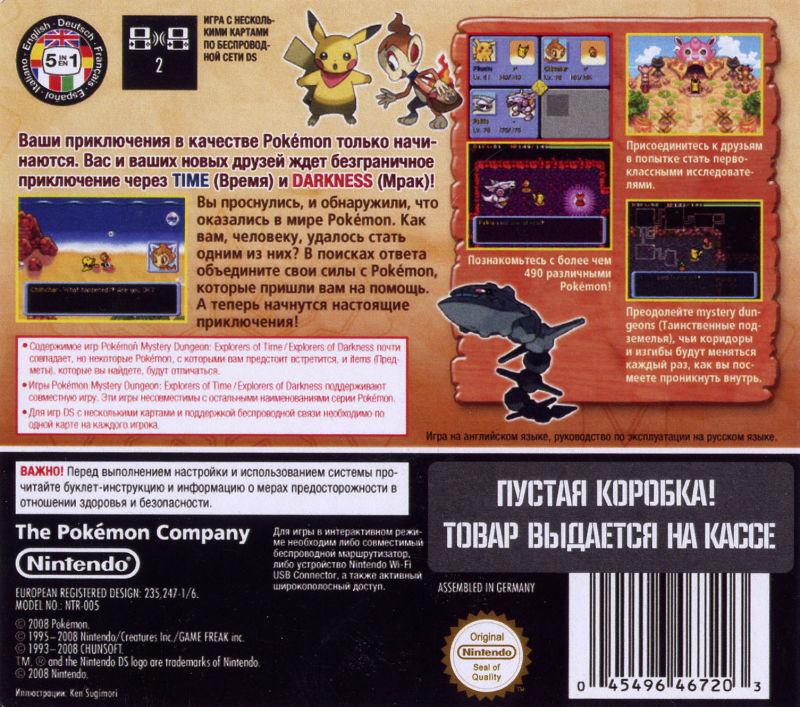 English • Deutsch • Français • Español • Italiano
5 IN EN 1
2
ИГРА С НЕСКОЛЬ-
КИМИ КАРТАМИ
ПО БЕСПРОВОД-
НОЙ СЕТИ DS
Ваши приключения в качестве Pokémon только начи-
наются. Вас и ваших новых друзей ждет безграничное
приключение через TIME (Время) и DARKNESS (Мрак)!
Вы проснулись, и обнаружили, что
оказались в мире Pokémon. Как
вам, человеку, удалось стать
одним из них? В поисках ответа
объедините свои силы с Pokémon,
которые пришли вам на помощь.
А теперь начнутся настоящие
приключения!
Chimchar: What happened? Are you OK?
Присоединитесь к друзьям
в попытке стать перво-
классными исследовате-
лями.
Познакомьтесь с более чем
490 различными
Pokémon!
Преодолейте mystery dun-
geons (Таинственные под-
земелья), чьи коридоры
и изгибы будут меняться
каждый раз, как вы пос-
меете проникнуть внутрь.
• Содержимое игр Pokémon Mystery Dungeon: Explorers of Time / Explorers of Darkness почти
совпадает, но некоторые Pokémon, с которыми вам предстоит встретится, и items (Пред-
меты), которые вы найдете, будут отличаться.
• Игры Pokémon Mystery Dungeon: Explorers of Time / Explorers of Darkness поддерживают
совместную игру. Эти игры несовместимы с остальными наименованиями серии Pokémon.
• Для игр DS с несколькими картами и поддержкой беспроводной связи необходимо по
одной карте на каждого игрока.
Игра на английском языке, руководство по эксплуатации на русском языке.
ВАЖНО! Перед выполнением настройки и использованием системы про-
читайте буклет-инструкцию и информацию о мерах предосторожности в
отношении здоровья и безопасности.
ПУСТАЯ КОРОБКА!
ТОВАР ВЫДАЕТСЯ НА КАССЕ
The Pokémon Company
Nintendo®
Для игры в интерактивном режи-
ме необходим либо совместимый
беспроводной маршрутизатор,
либо устройство Nintendo Wi-Fi
USB Connector, а также активный
широкополосный доступ.
EUROPEAN REGISTERED DESIGN: 235,247-1/6.
MODEL NO.: NTR-005
ASSEMBLED IN GERMANY
© 2008 Pokémon.
© 1995–2008 Nintendo/Creatures Inc./GAME FREAK inc.
© 1993–2008 CHUNSOFT.
TM, ® and the Nintendo DS logo are trademarks of Nintendo.
© 2008 Nintendo.
Иллюстрации: Ken Sugimori
Original
Nintendo®
Seal of
Quality
TM
0 45496 46720 3